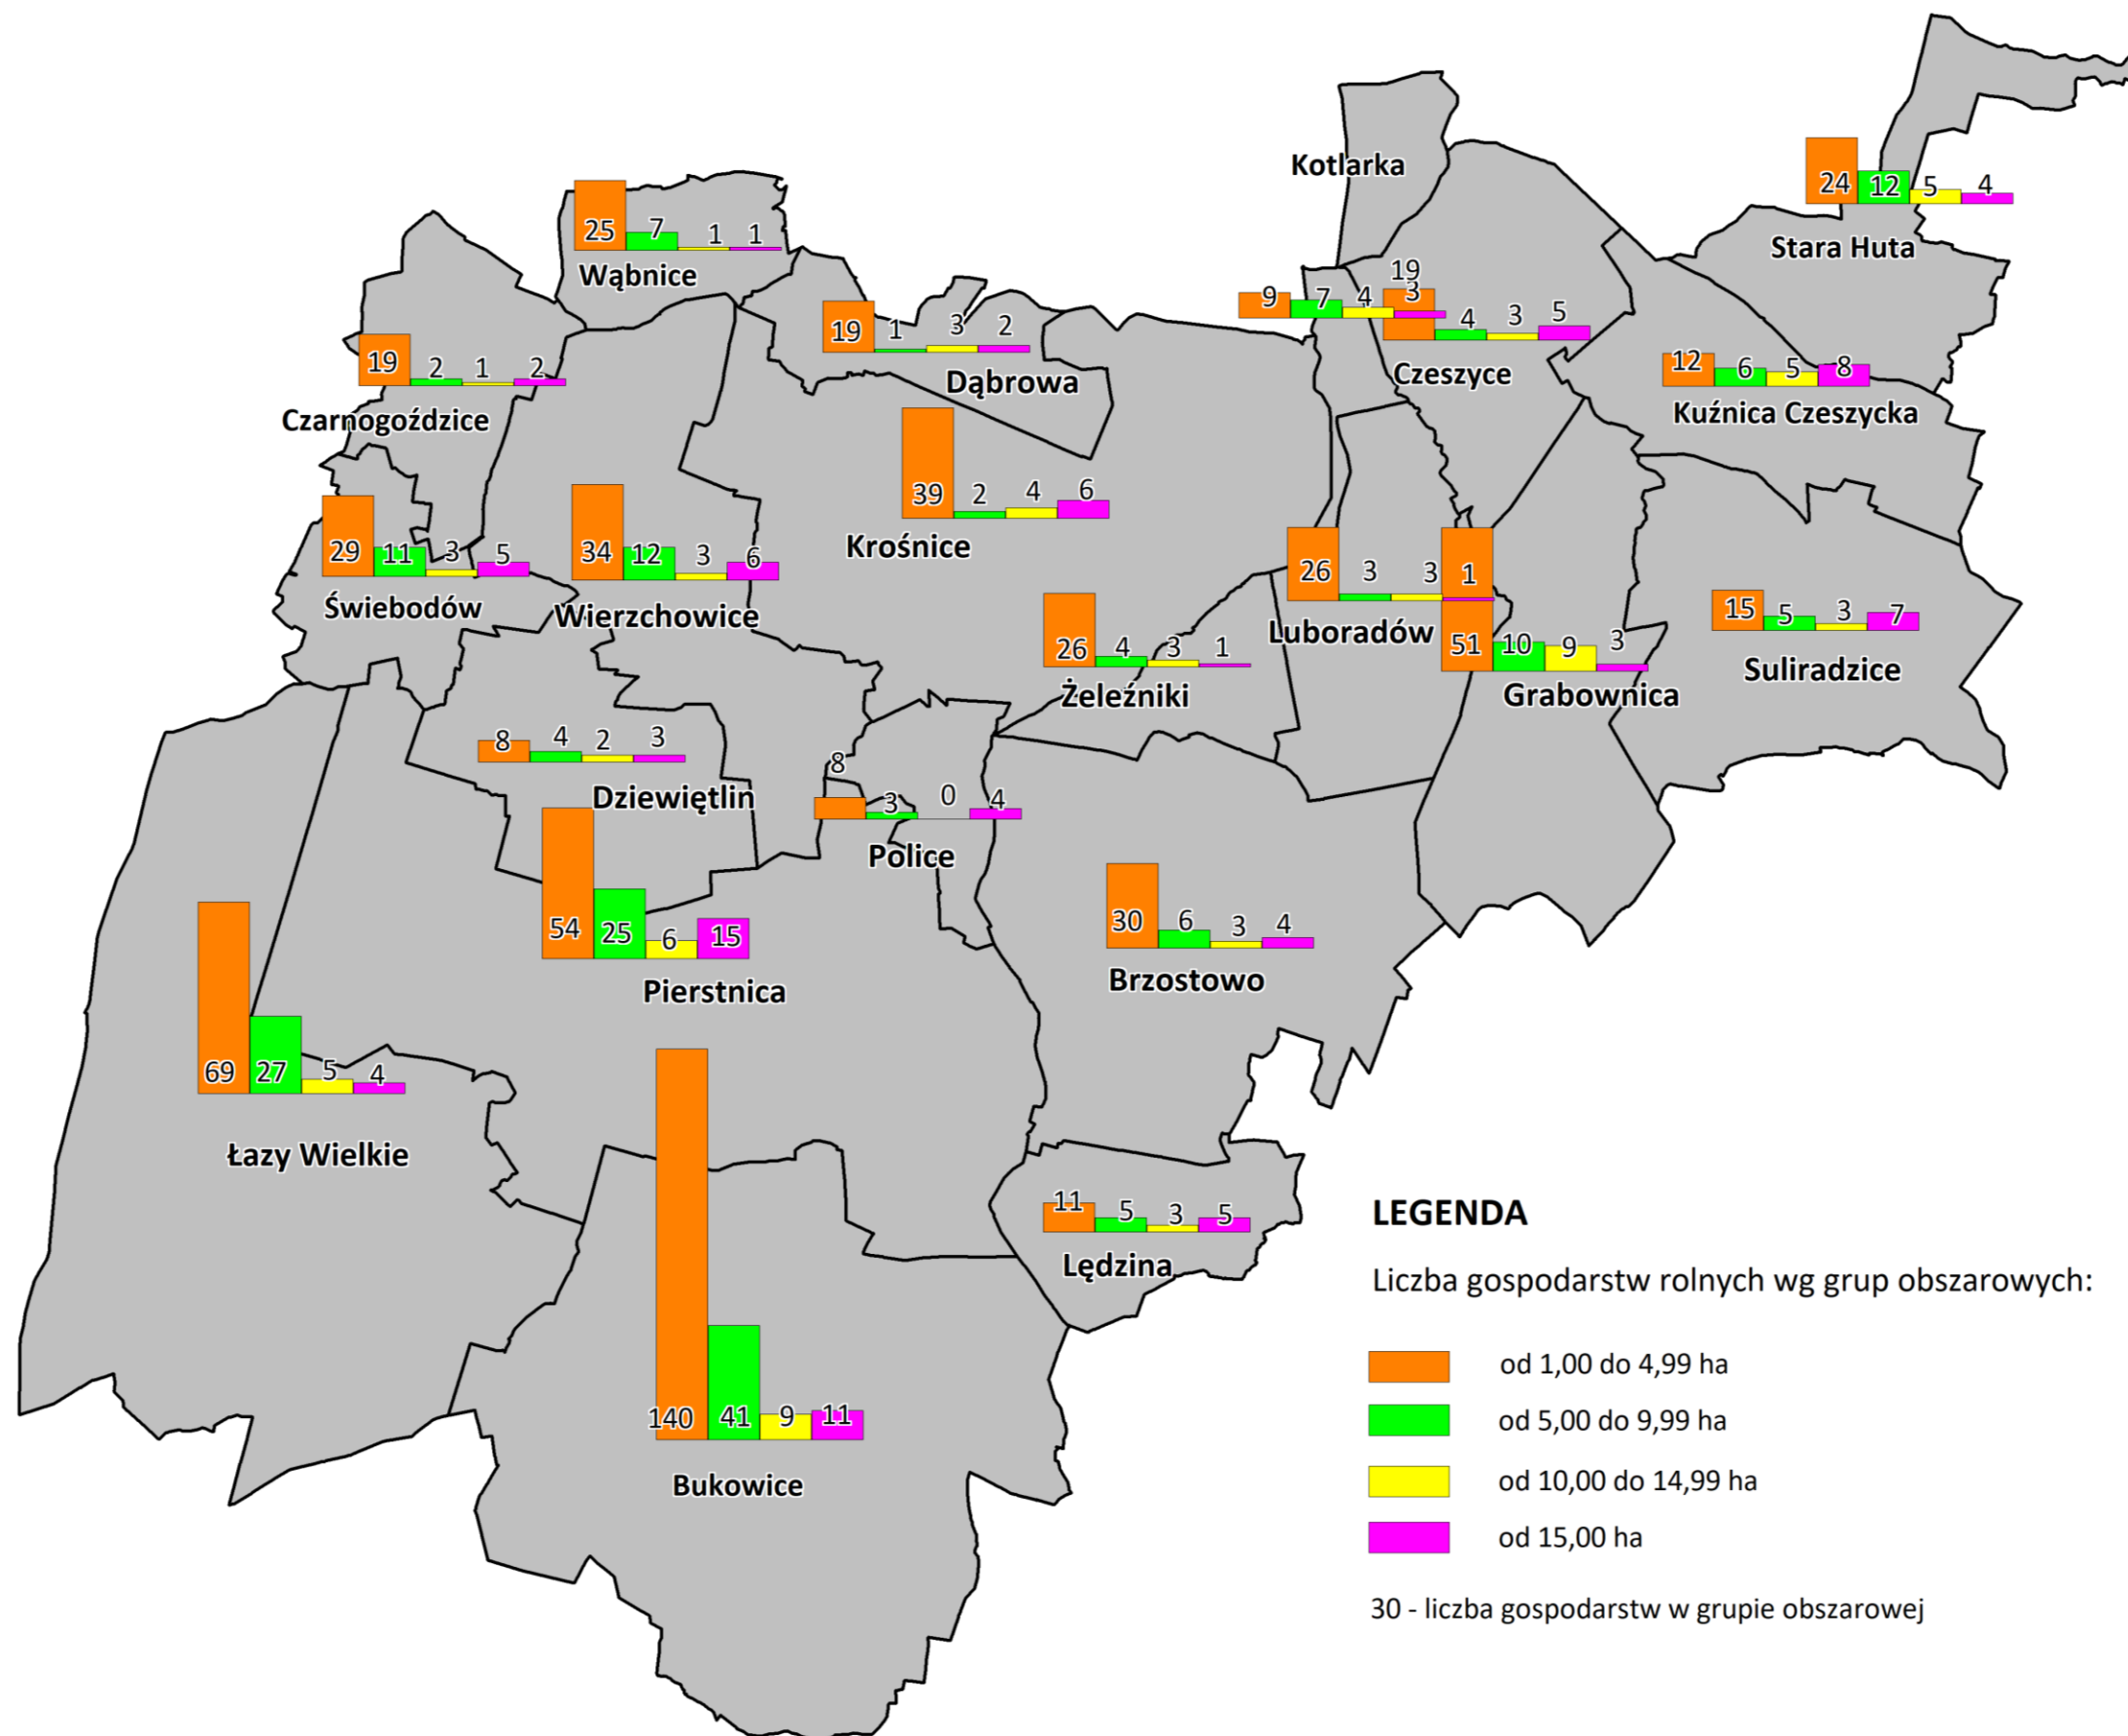 Kotlarka
24 12 5 4
Stara Huta
25 7 1 1
Wąbnice
9 7 4 3
19 4 3 5
Czeszyce
19 1 3 2
Dąbrowa
19 2 1 2
Czarnogoździce
12 6 5 8
Kuźnica Czeszycka
39 2 4 6
Krośnice
29 11 3 5
Świebodów
34 12 3 6
Wierzchowice
26 3 3 1
Luboradów
15 5 3 7
Suliradzice
26 4 3 1
Żeleźniki
51 10 9 3
Grabownica
8 4 2 3
Dziewiętlin
8 3 0 4
Police
54 25 6 15
Pierstnica
30 6 3 4
Brzostowo
69 27 5 4
Łazy Wielkie
11 5 3 5
Lędzina
140 41 9 11
Bukowice
LEGENDA
Liczba gospodarstw rolnych wg grup obszarowych:
od 1,00 do 4,99 ha
od 5,00 do 9,99 ha
od 10,00 do 14,99 ha
od 15,00 ha
30 - liczba gospodarstw w grupie obszarowej